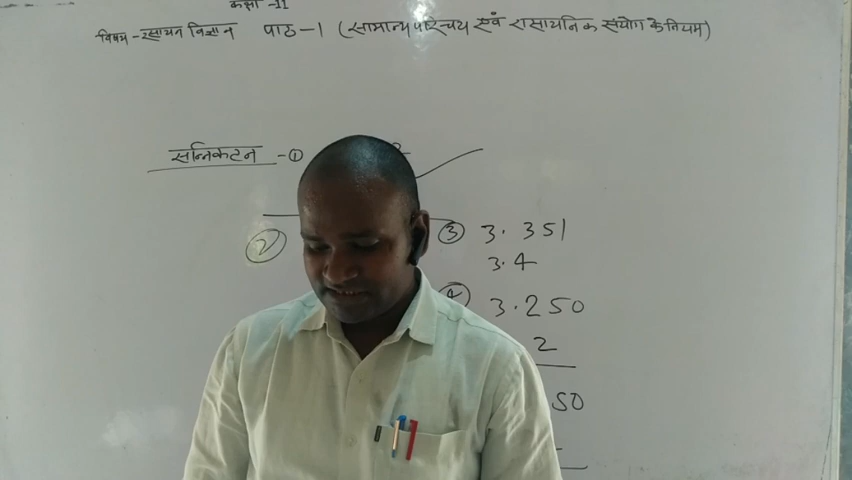 कक्षा -11
विषय - रसायन विज्ञान पाठ -1 (सामान्य परिचय एवं रासायनिक संयोग के नियम)
सन्निकटन - ①
②
③ 3.351
3.4
④ 3.250
2
50